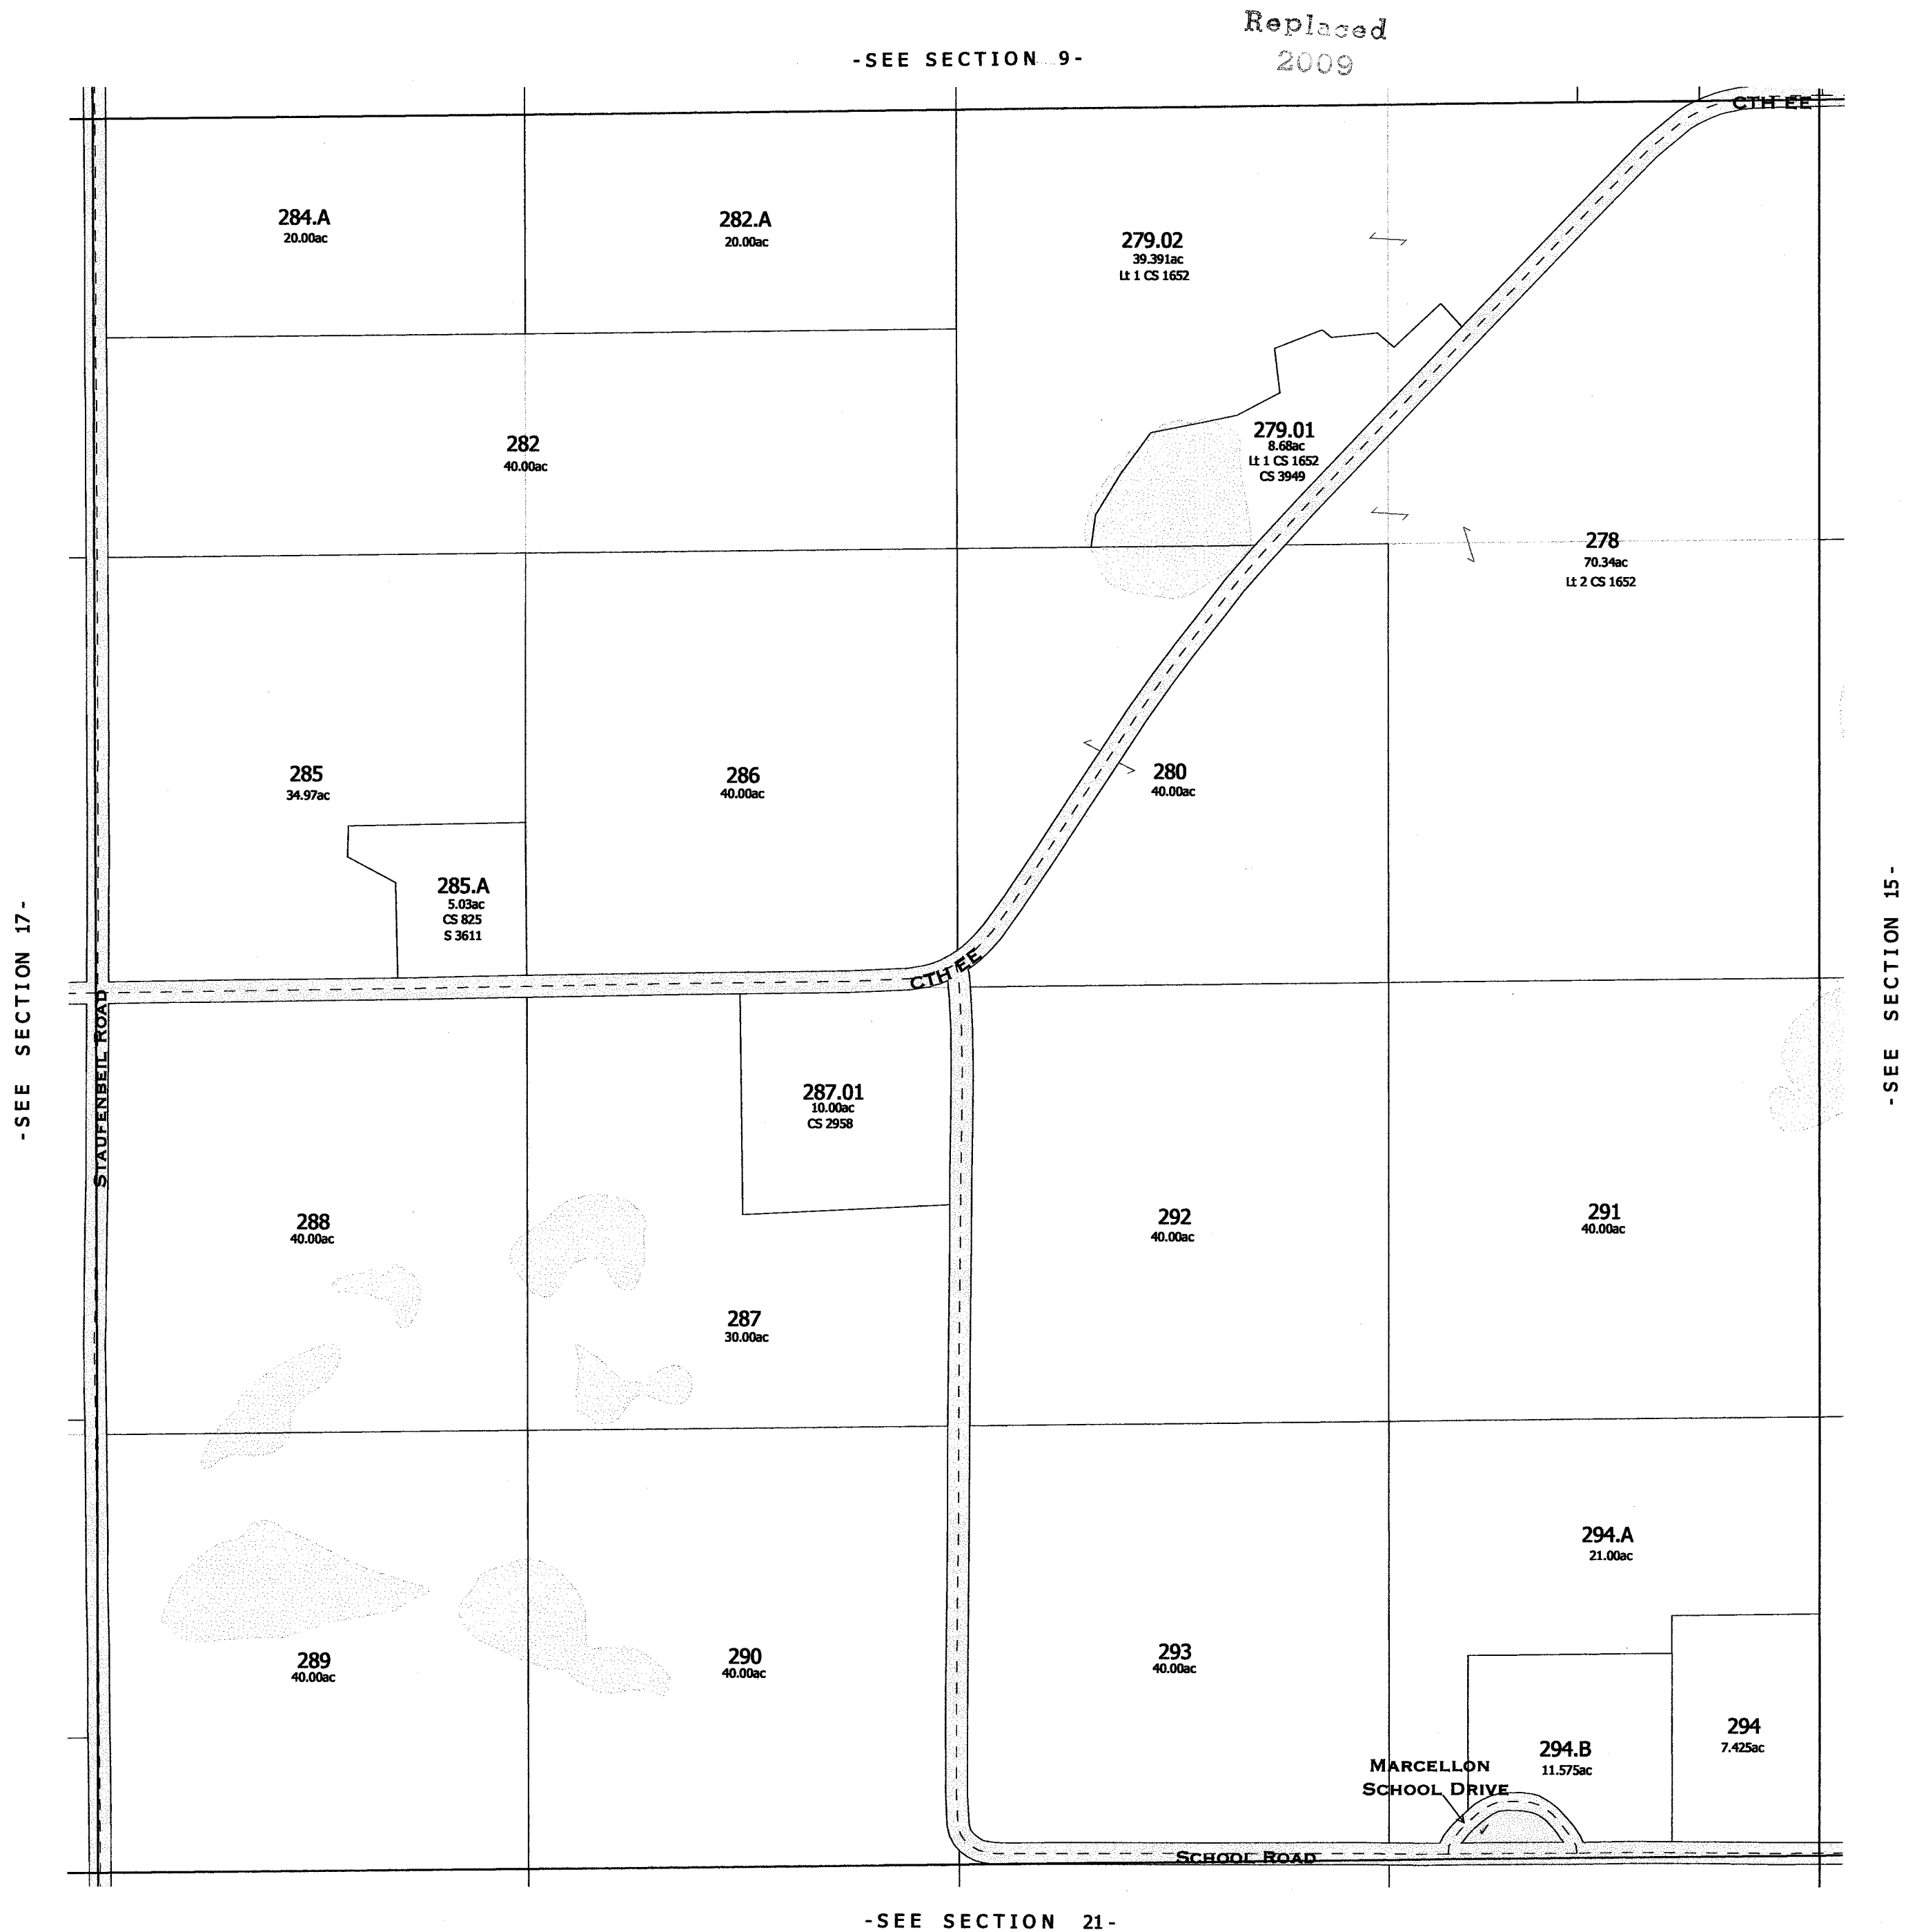 Replaced
2009
-SEE SECTION 9-
CTH EE
284.A
20.00ac
282.A
20.00ac
279.02
39.391ac
Lt 1 CS 1652
282
40.00ac
279.01
8.68ac
Lt 1 CS 1652
CS 3949
278
70.34ac
Lt 2 CS 1652
285
34.97ac
286
40.00ac
280
40.00ac
285.A
5.03ac
CS 825
S 3611
-SEE SECTION 17-
-SEE SECTION 15-
CTH EE
STAUFENBEIL ROAD
287.01
10.00ac
CS 2958
288
40.00ac
292
40.00ac
291
40.00ac
287
30.00ac
294.A
21.00ac
289
40.00ac
290
40.00ac
293
40.00ac
294
7.425ac
294.B
11.575ac
MARCELLON
SCHOOL DRIVE
SCHOOL ROAD
-SEE SECTION 21-